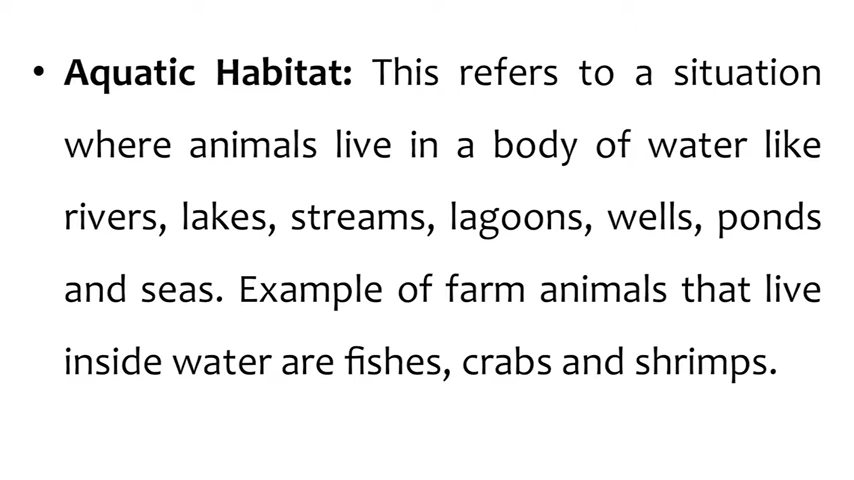 • Aquatic Habitat: This refers to a situation
where animals live in a body of water like
rivers, lakes, streams, lagoons, wells, ponds
and seas. Example of farm animals that live
inside water are fishes, crabs and shrimps.